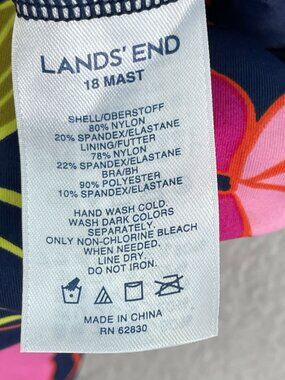 LANDS' END
18 MAST
SHELL/OBERSTOFF
80% NYLON
20% SPANDEX/ELASTANE
LINING/FUTTER
78% NYLON
22% SPANDEX/ELASTANE
BRA/BH
90% POLYESTER
10% SPANDEX/ELASTANE
HAND WASH COLD.
WASH DARK COLORS
SEPARATELY.
ONLY NON-CHLORINE BLEACH
WHEN NEEDED.
LINE DRY.
DO NOT IRON.
MADE IN CHINA
RN 62830